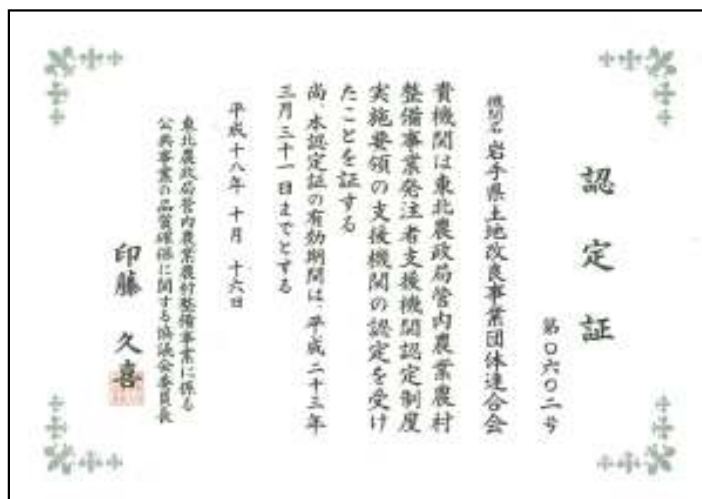 認定証
第〇六〇二号
機関名 岩手県土地改良事業団体連合会
貴機関は東北農政局管内農業農村
整備事業発注者支援機関認定制度
実施要領の支援機関の認定を受け
たことを証する
尚、本認定証の有効期間は、平成二十三年
三月三十一日までとする
平成十八年 十月 十六日
東北農政局管内農業農村整備事業に係る
公共事業の品質確保に関する協議会委員長
印藤 久喜